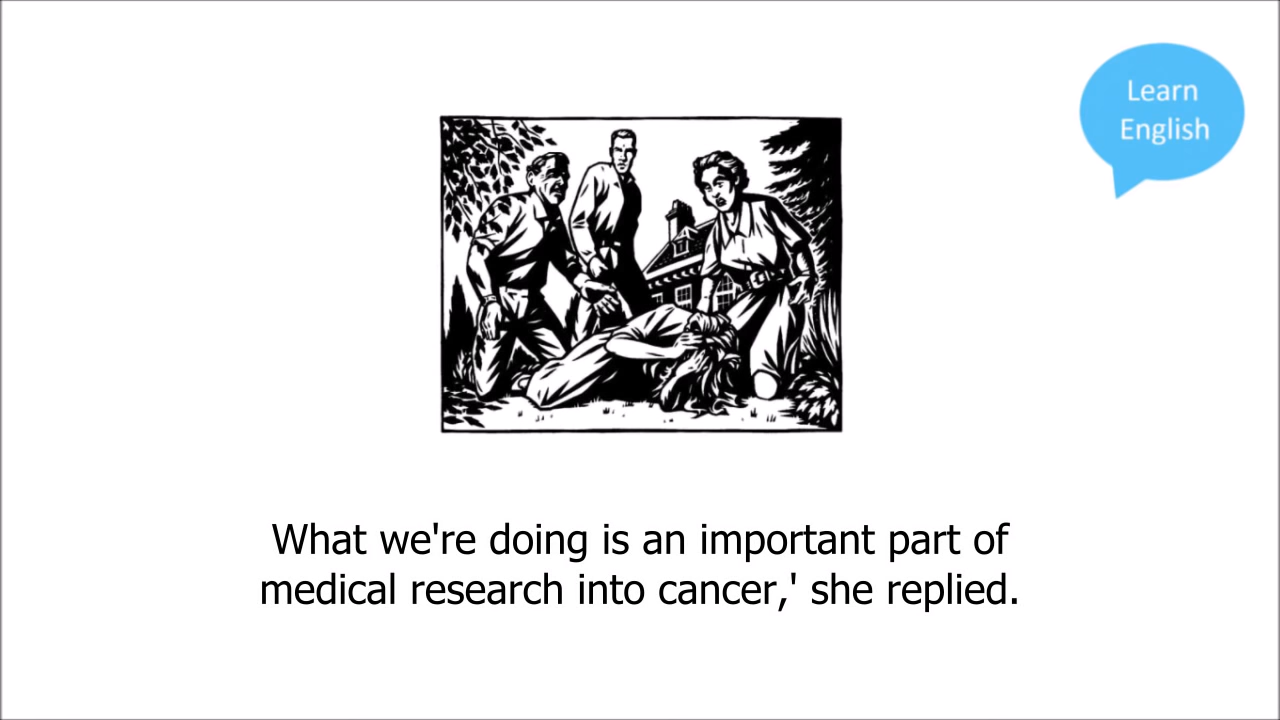 Learn
English
What we're doing is an important part of
medical research into cancer,' she replied.